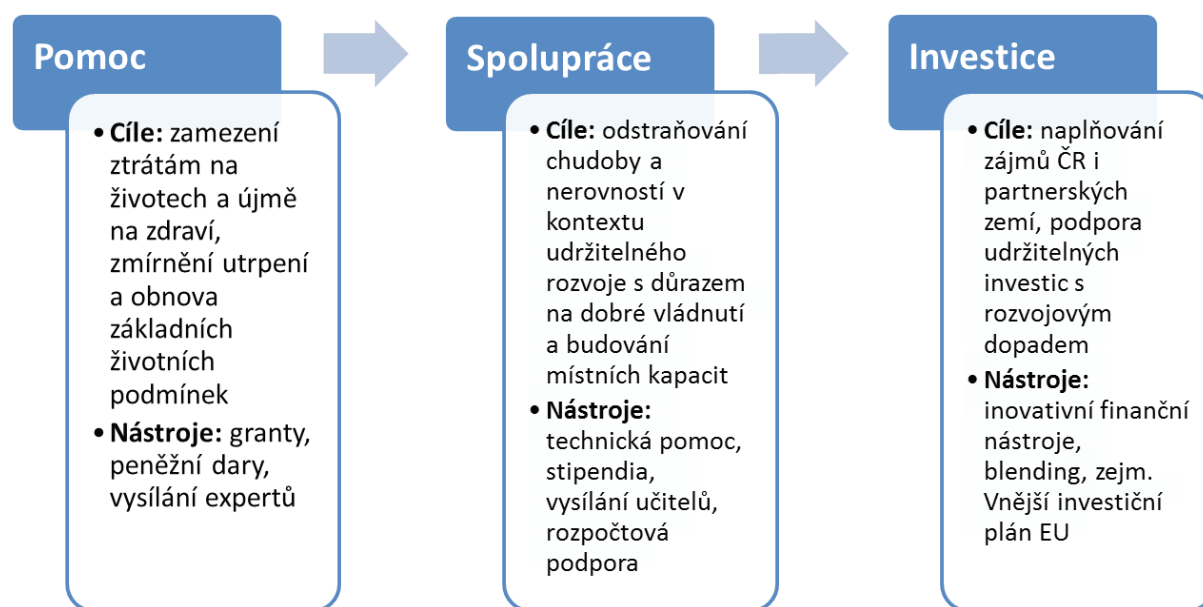 Pomoc
• Cíle: zamezení
ztrátám na
životech a újmě
na zdraví,
zmírnění utrpení
a obnova
základních
životních
podmínek
• Nástroje: granty,
peněžní dary,
vysílání expertů
Spolupráce
• Cíle: odstraňování
chudoby a
nerovností v
kontextu
udržitelného
rozvoje s důrazem
na dobré vládnutí
a budování
místních kapacit
• Nástroje:
technická pomoc,
stipendia,
vysílání učitelů,
rozpočtová
podpora
Investice
• Cíle: naplňování
zájmů ČR i
partnerských
zemí, podpora
udržitelných
investic s
rozvojovým
dopadem
• Nástroje:
inovativní finanční
nástroje,
blending, zejm.
Vnější investiční
plán EU